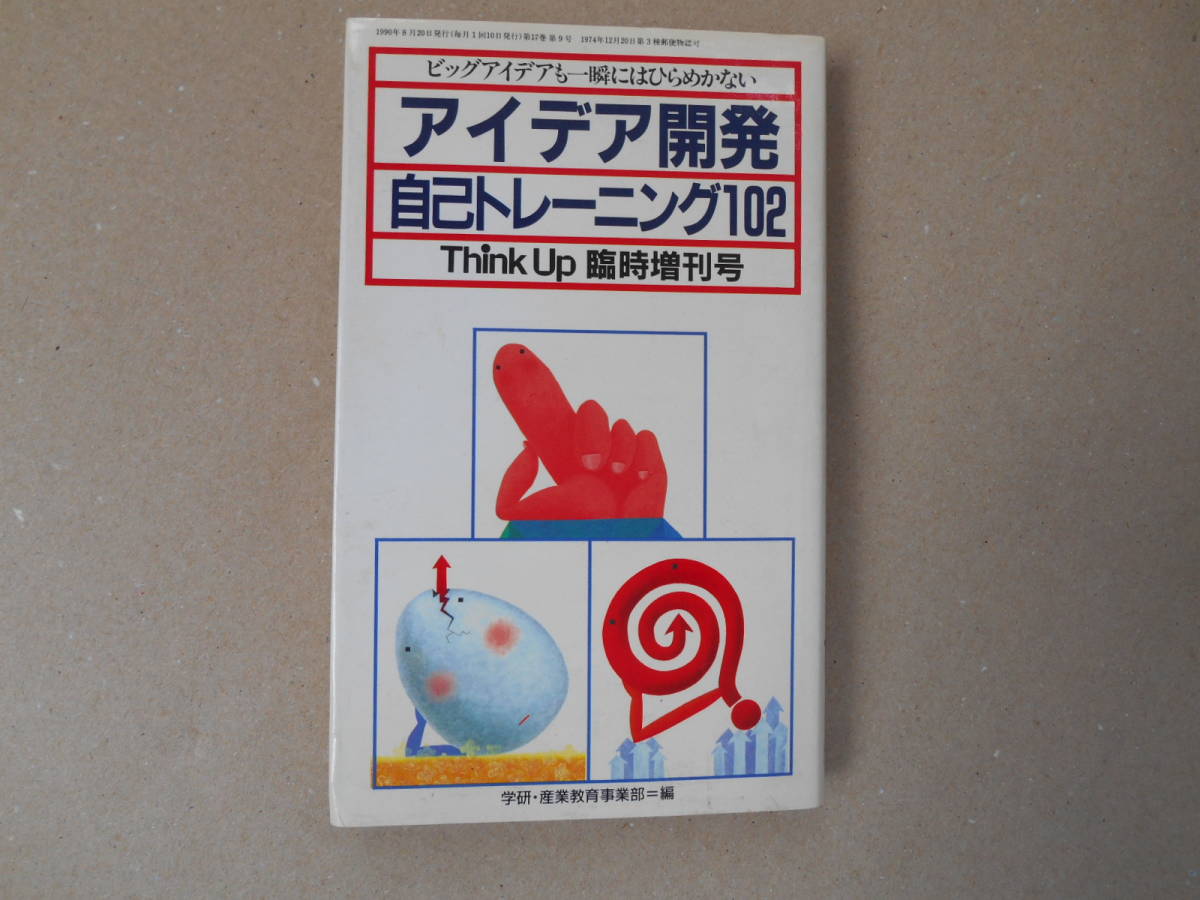 1990年8月20日発行(毎月1回10日発行)第17巻第9号 1974年12月20日第3種郵便物認可
ビッグアイデアも一瞬にはひらめかない
アイデア開発
自己トレーニング102
Think Up 臨時増刊号
学研・産業教育事業部=編